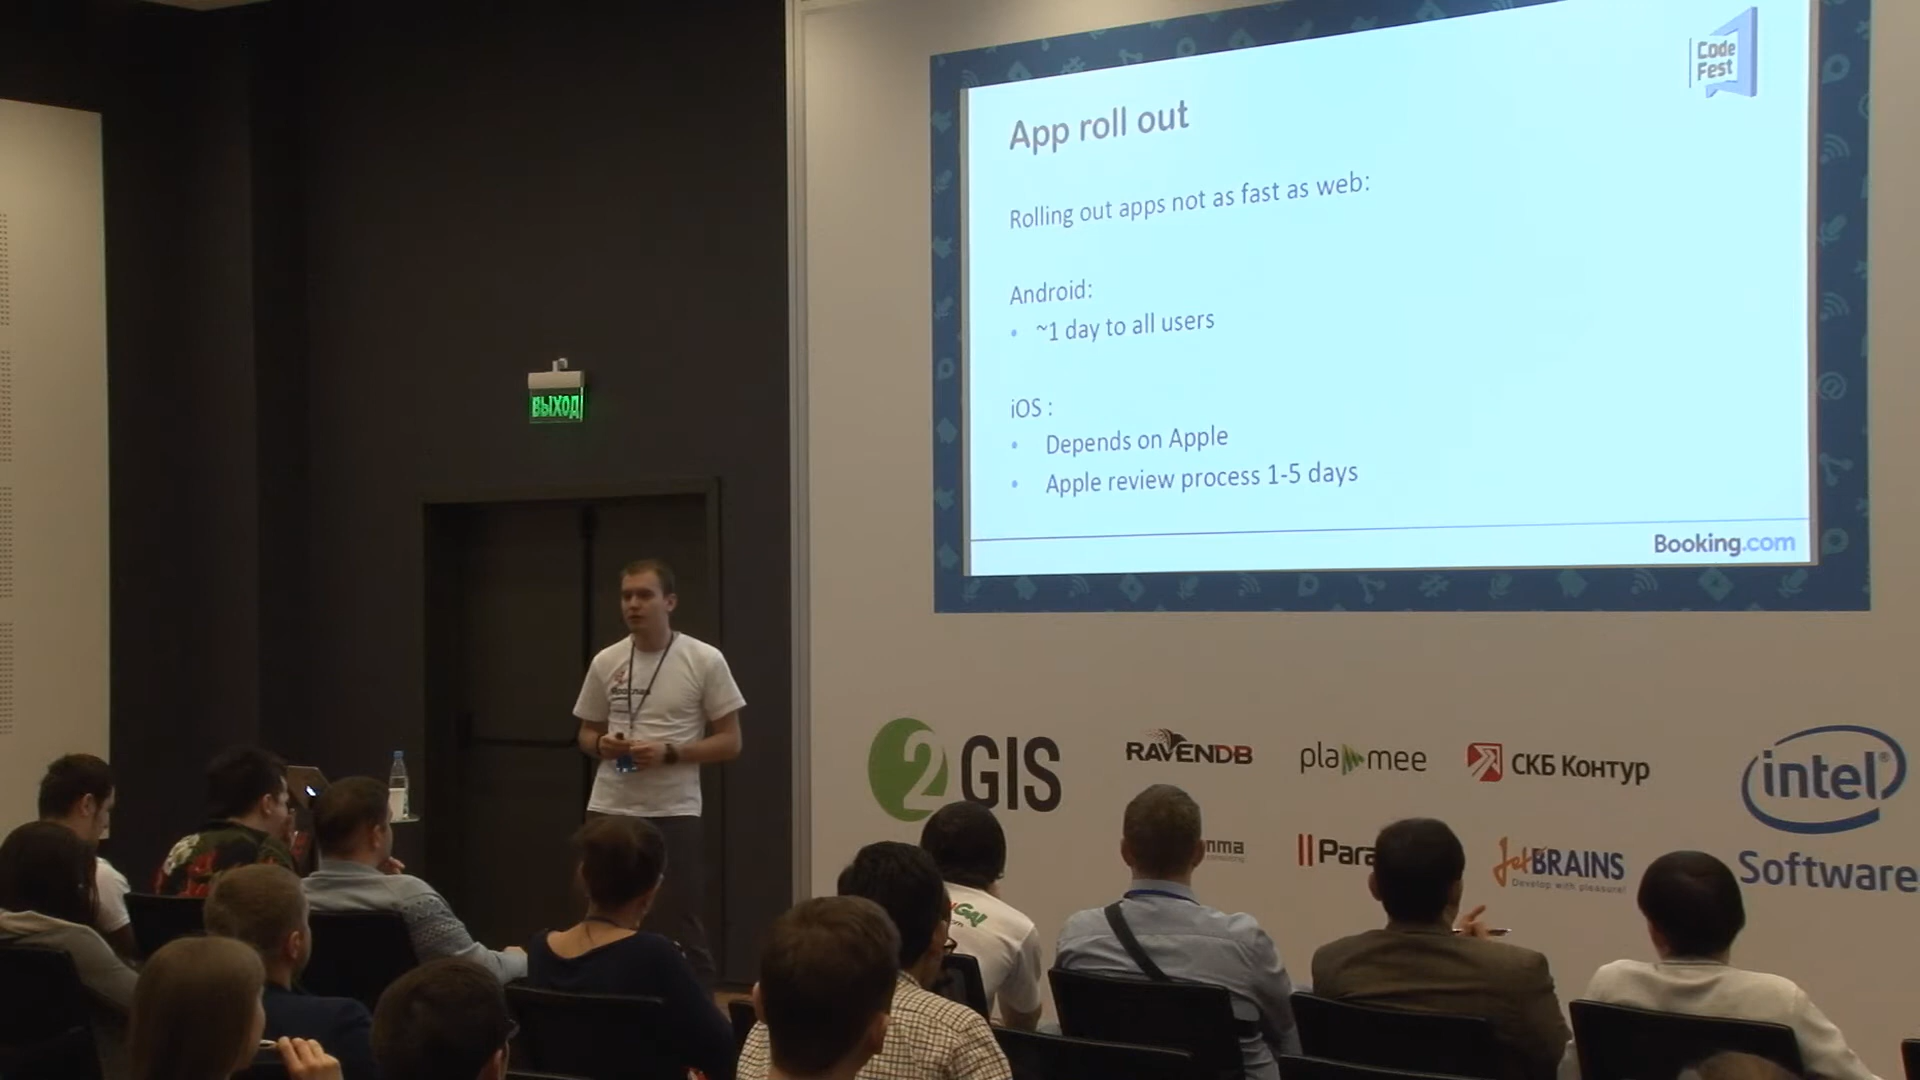 Code
Fest
App roll out
Rolling out apps not as fast as web:
Android:
• ~1 day to all users
iOS :
• Depends on Apple
• Apple review process 1-5 days
Booking.com
ВЫХОД
2GIS
RAVENDB
playmee
СКБ Контур
intel®
Software
JetBRAINS
Develop with pleasure!